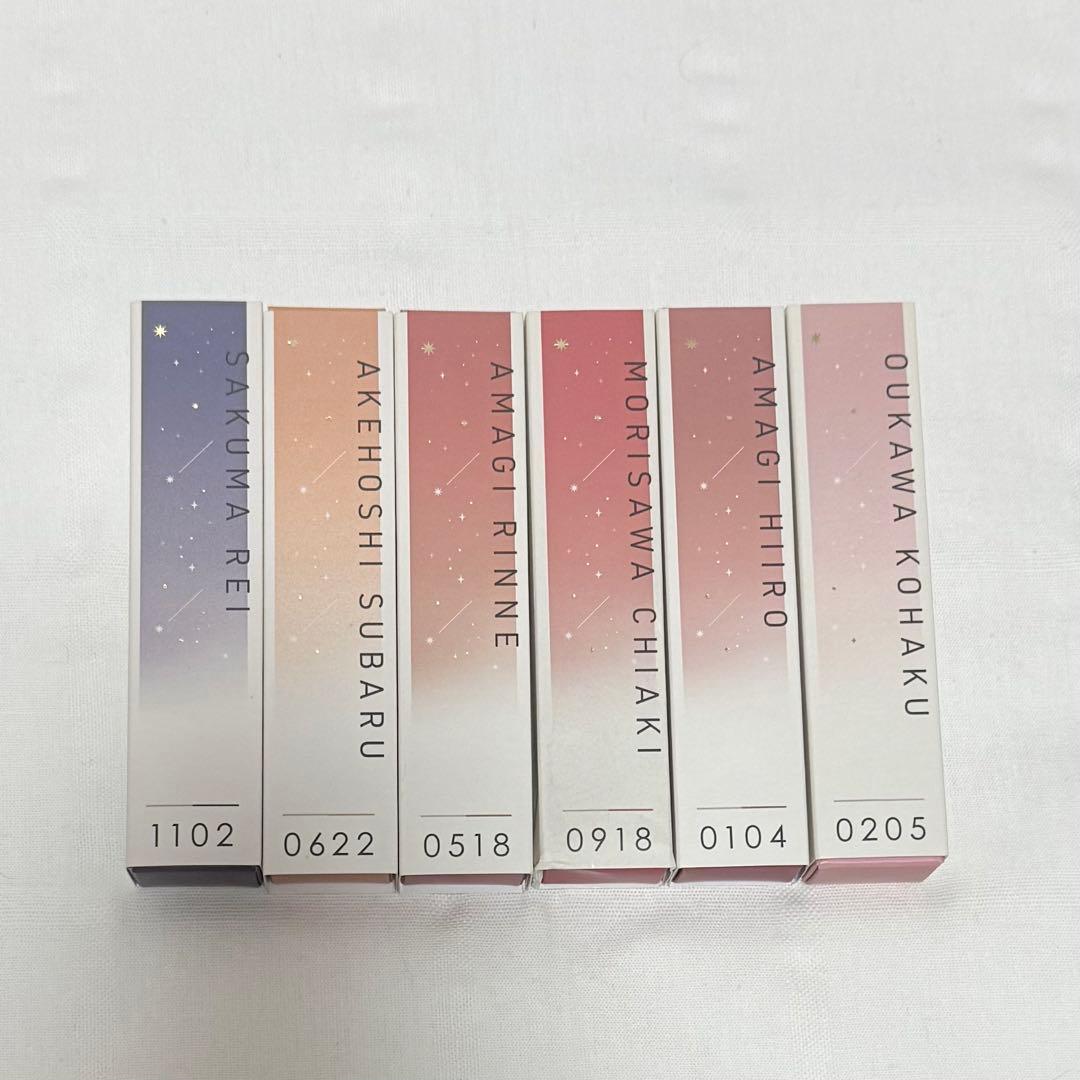 SAKUMA REI
1102
AKEHOSHI SUBARU
0622
AMAGI RINNE
0518
MORISAWA CHIAKI
0918
AMAGI HIIRO
0104
OUKAWA KOHAKU
0205